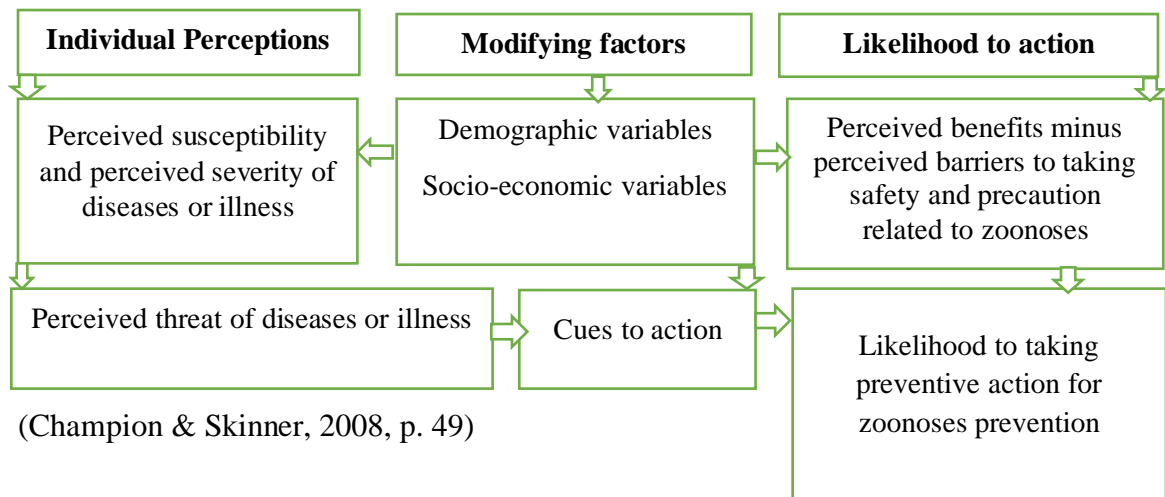 Individual Perceptions
Modifying factors
Likelihood to action
Perceived susceptibility
and perceived severity of
diseases or illness
Demographic variables
Socio-economic variables
Perceived benefits minus
perceived barriers to taking
safety and precaution
related to zoonoses
Perceived threat of diseases or illness
Cues to action
Likelihood to taking
preventive action for
zoonoses prevention
(Champion & Skinner, 2008, p. 49)